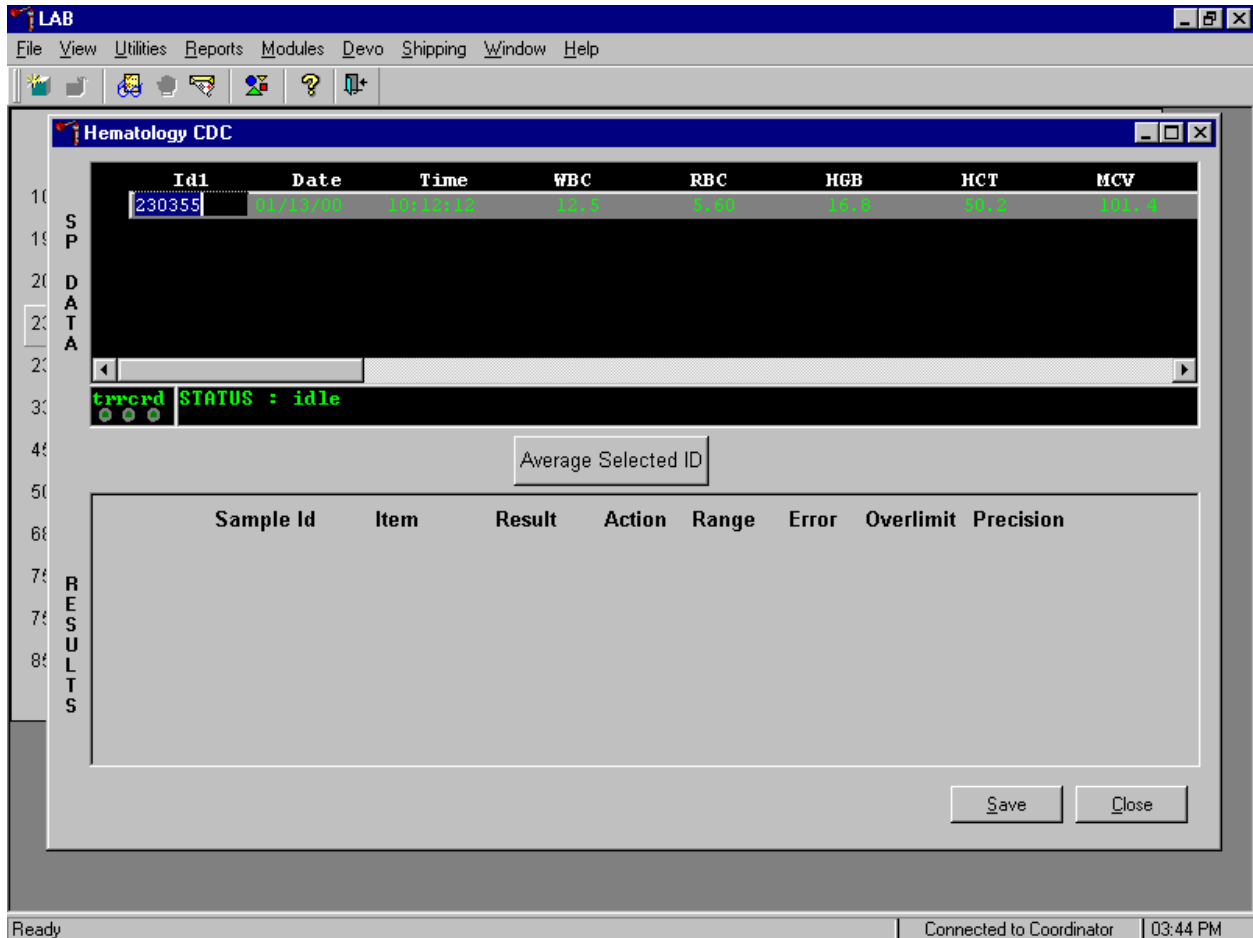 LAB
File View Utilities Reports Modules Devo Shipping Window Help
Hematology CDC
Id1 Date Time WBC RBC HGB HCT MCV
230355 01/13/00 10:12:12 12.5 5.60 16.8 50.2 101.4
SP DATA
trrcrd STATUS : idle
Average Selected ID
Sample Id Item Result Action Range Error Overlimit Precision
RESULTS
Save Close
Ready Connected to Coordinator 03:44 PM